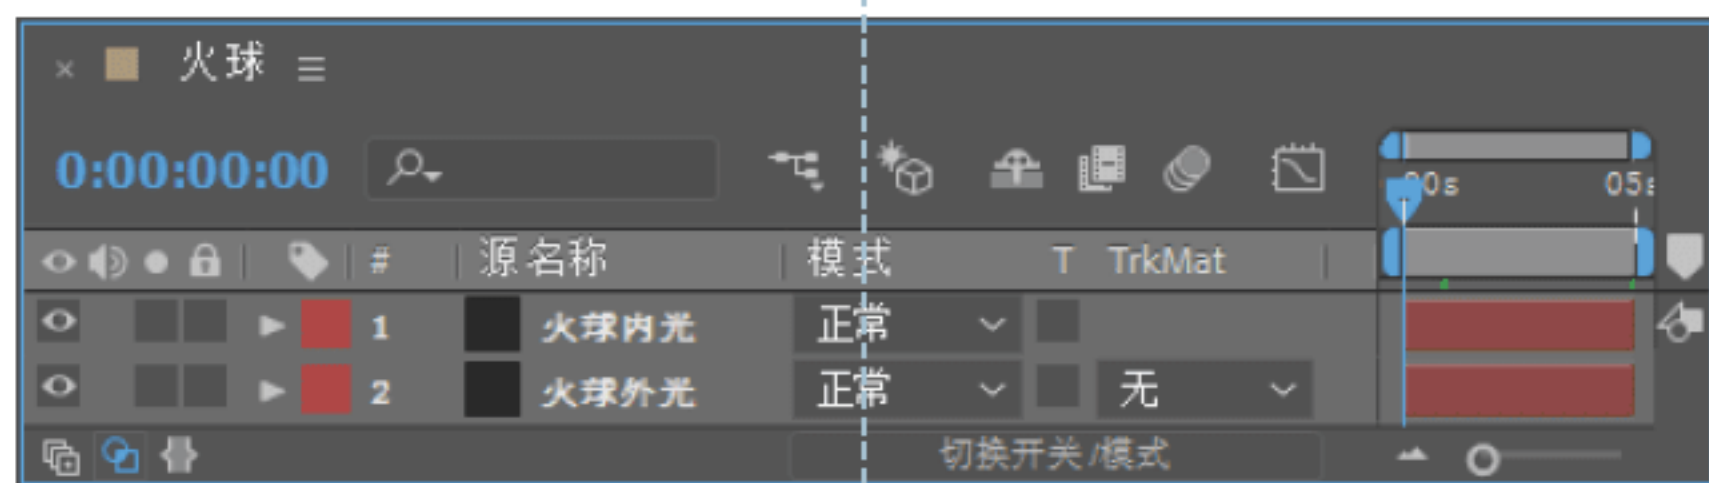 火球
0:00:00:00
00s 05s
# 源名称 模式 T TrkMat
1 火球内光 正常
2 火球外光 正常 无
切换开关/模式